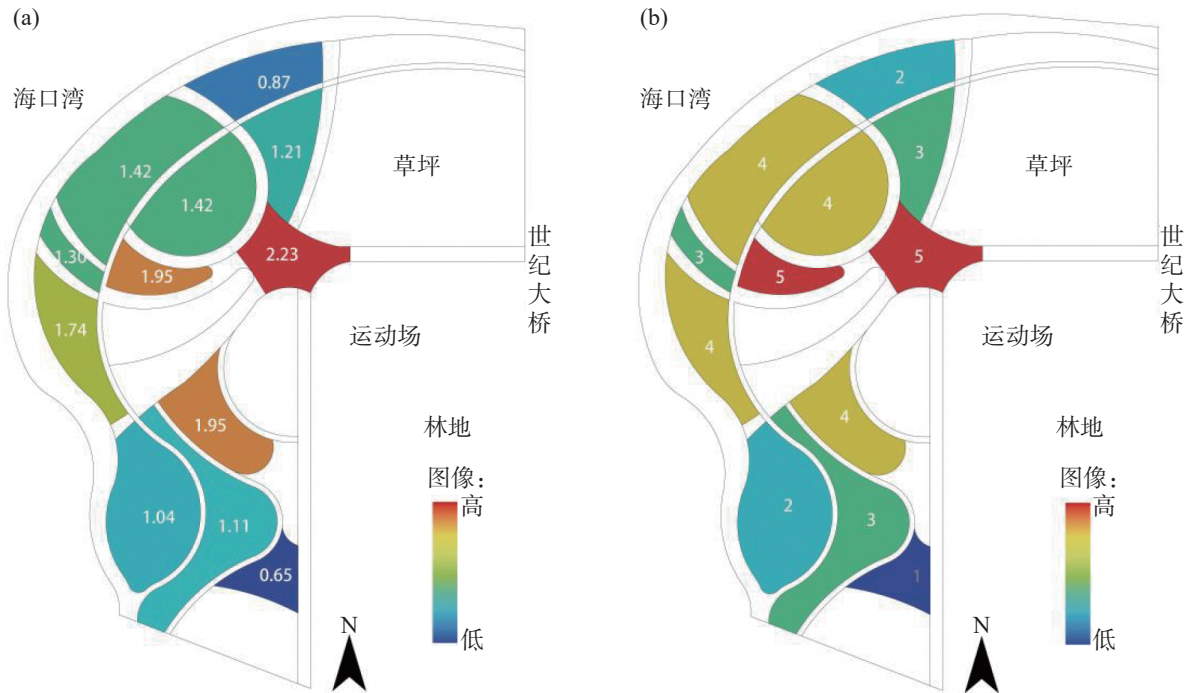 (a)
海口湾
0.87
1.21
1.42
1.42
草坪
2.23
1.30
1.95
世纪大桥
1.74
运动场
1.95
林地
图像：
高
1.04
1.11
0.65
低
N
(b)
海口湾
2
3
4
4
草坪
5
3
5
世纪大桥
4
运动场
4
林地
图像：
高
2
3
1
低
N